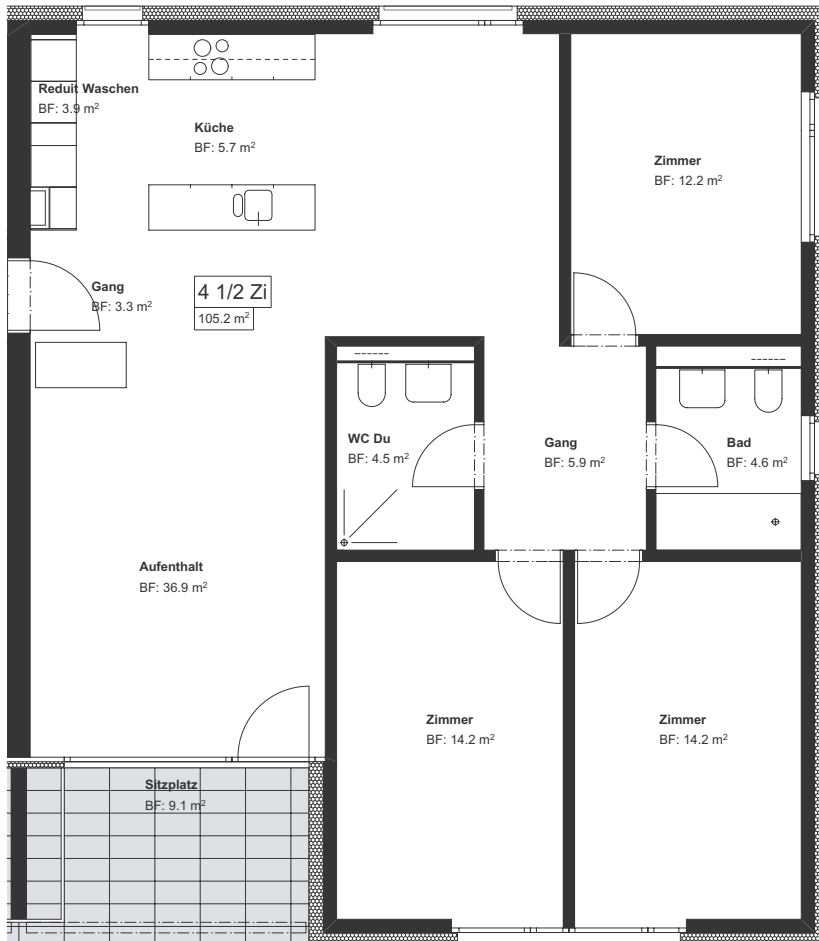 Reduit Waschen
BF: 3.9 m²
Küche
BF: 5.7 m²
Zimmer
BF: 12.2 m²
Gang
BF: 3.3 m²
4 1/2 Zi
105.2 m²
WC Du
BF: 4.5 m²
Gang
BF: 5.9 m²
Bad
BF: 4.6 m²
Aufenthalt
BF: 36.9 m²
Zimmer
BF: 14.2 m²
Zimmer
BF: 14.2 m²
Sitzplatz
BF: 9.1 m²